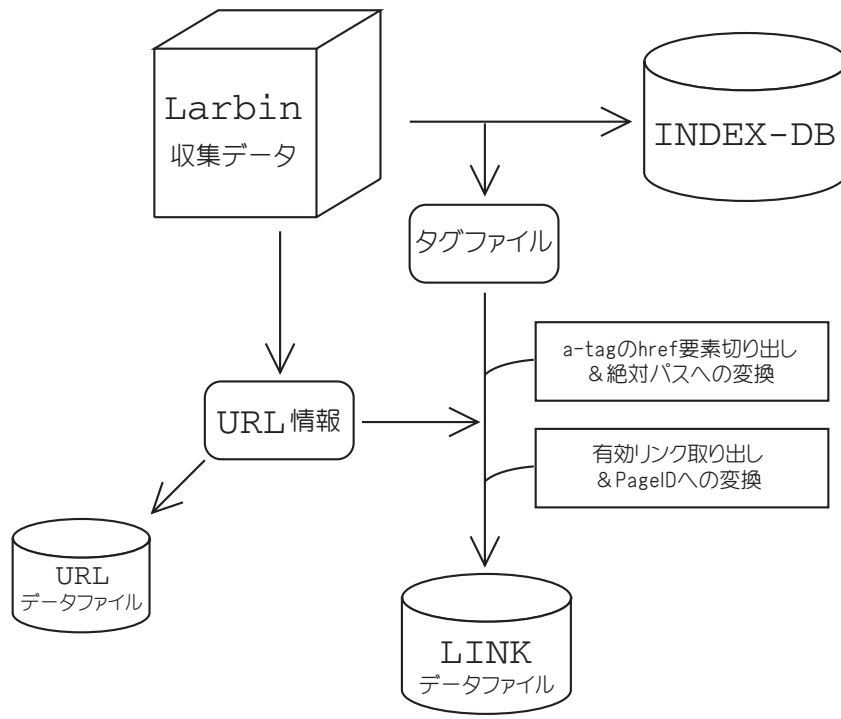 Larbin
収集データ
INDEX-DB
タグファイル
a-tagのhref要素切り出し
＆絶対パスへの変換
URL情報
有効リンク取り出し
＆PageIDへの変換
URL
データファイル
LINK
データファイル